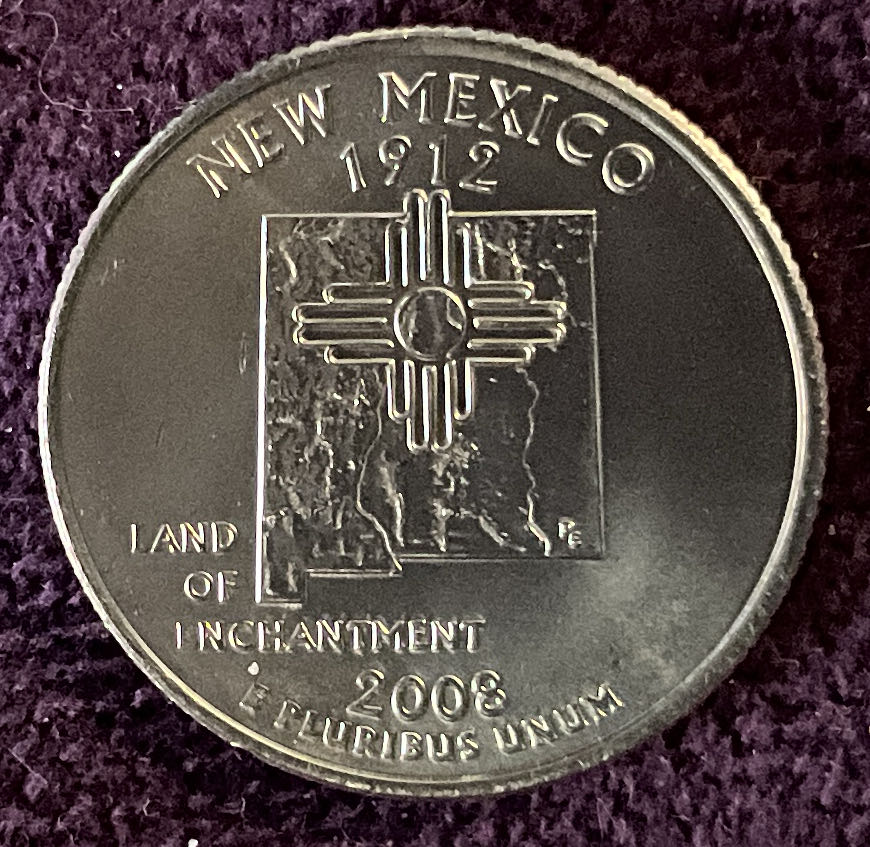 NEW MEXICO
1912
LAND
OF
ENCHANTMENT
2008
E PLURIBUS UNUM